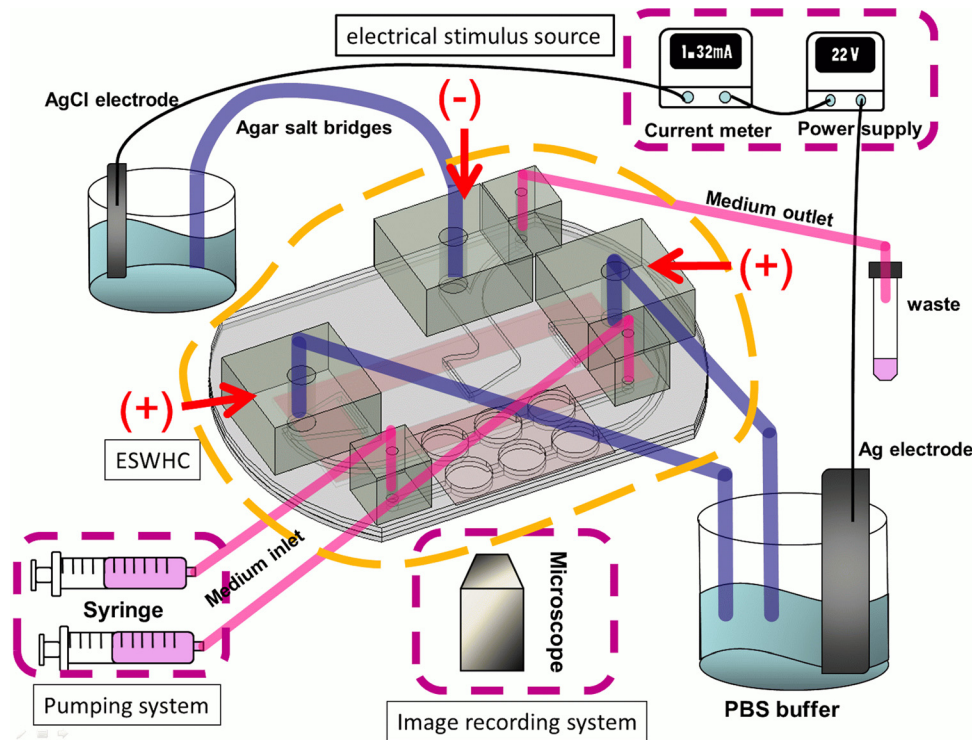 electrical stimulus source
1.32mA
22V
AgCl electrode
(-)
Agar salt bridges
Current meter
Power supply
Medium outlet
(+)
waste
(+)
ESWHC
Ag electrode
Medium inlet
Syringe
Microscope
Pumping system
Image recording system
PBS buffer